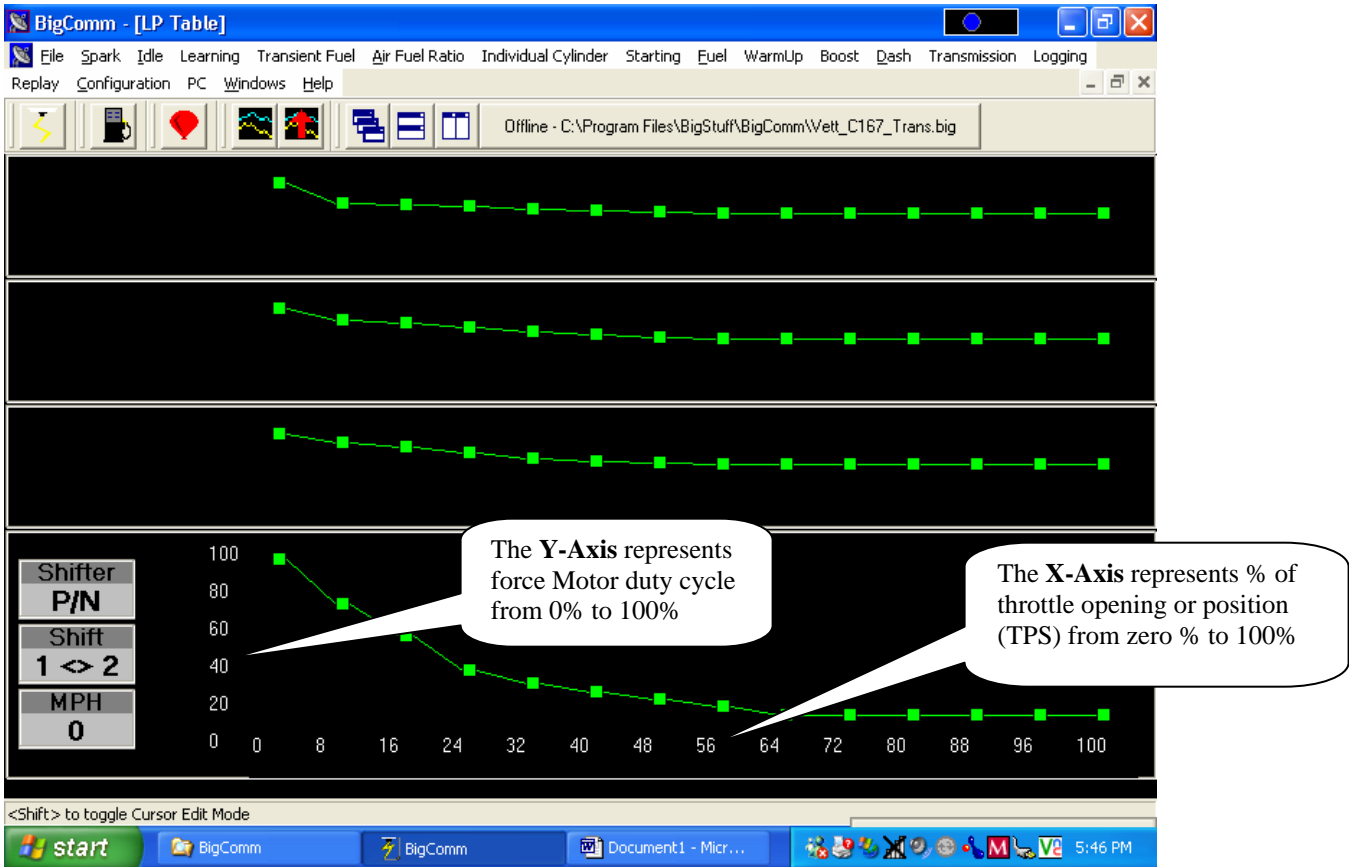 BigComm - [LP Table]
File Spark Idle Learning Transient Fuel Air Fuel Ratio Individual Cylinder Starting Fuel WarmUp Boost Dash Transmission Logging
Replay Configuration PC Windows Help
Offline - C:\Program Files\BigStuff\BigComm\Vett_C167_Trans.big
The Y-Axis represents
force Motor duty cycle
from 0% to 100%
The X-Axis represents % of
throttle opening or position
(TPS) from zero % to 100%
Shifter
P/N
Shift
1 <> 2
MPH
0
100
80
60
40
20
0
0 8 16 24 32 40 48 56 64 72 80 88 96 100
<Shift> to toggle Cursor Edit Mode
start BigComm BigComm Document1 - Micr... M V2 5:46 PM